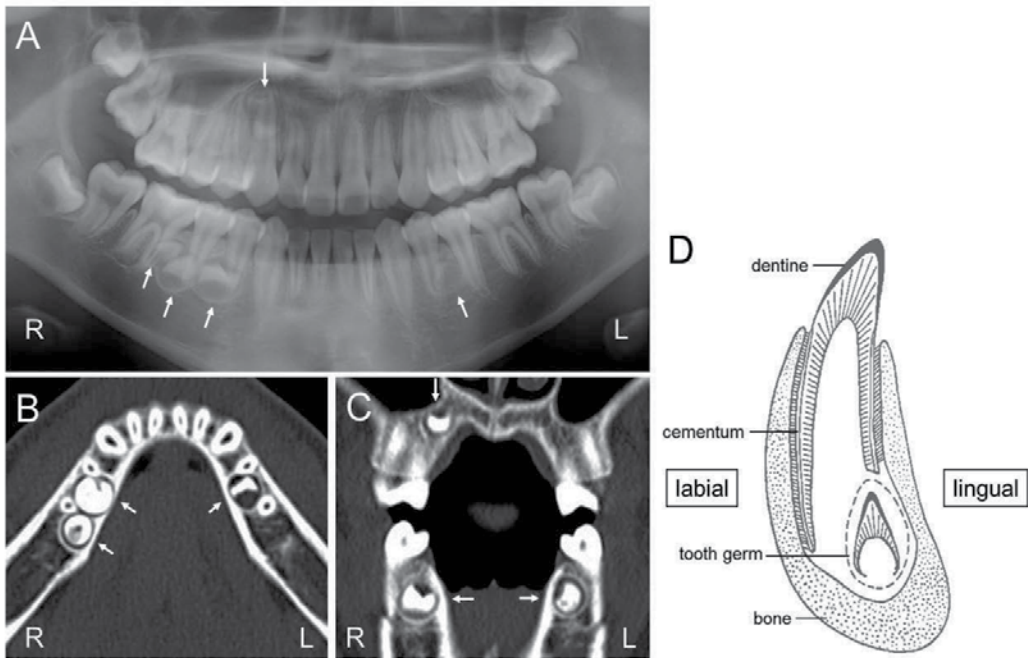 A
R
L
B
R
L
C
R
L
D
dentine
cementum
labial
lingual
tooth germ
bone